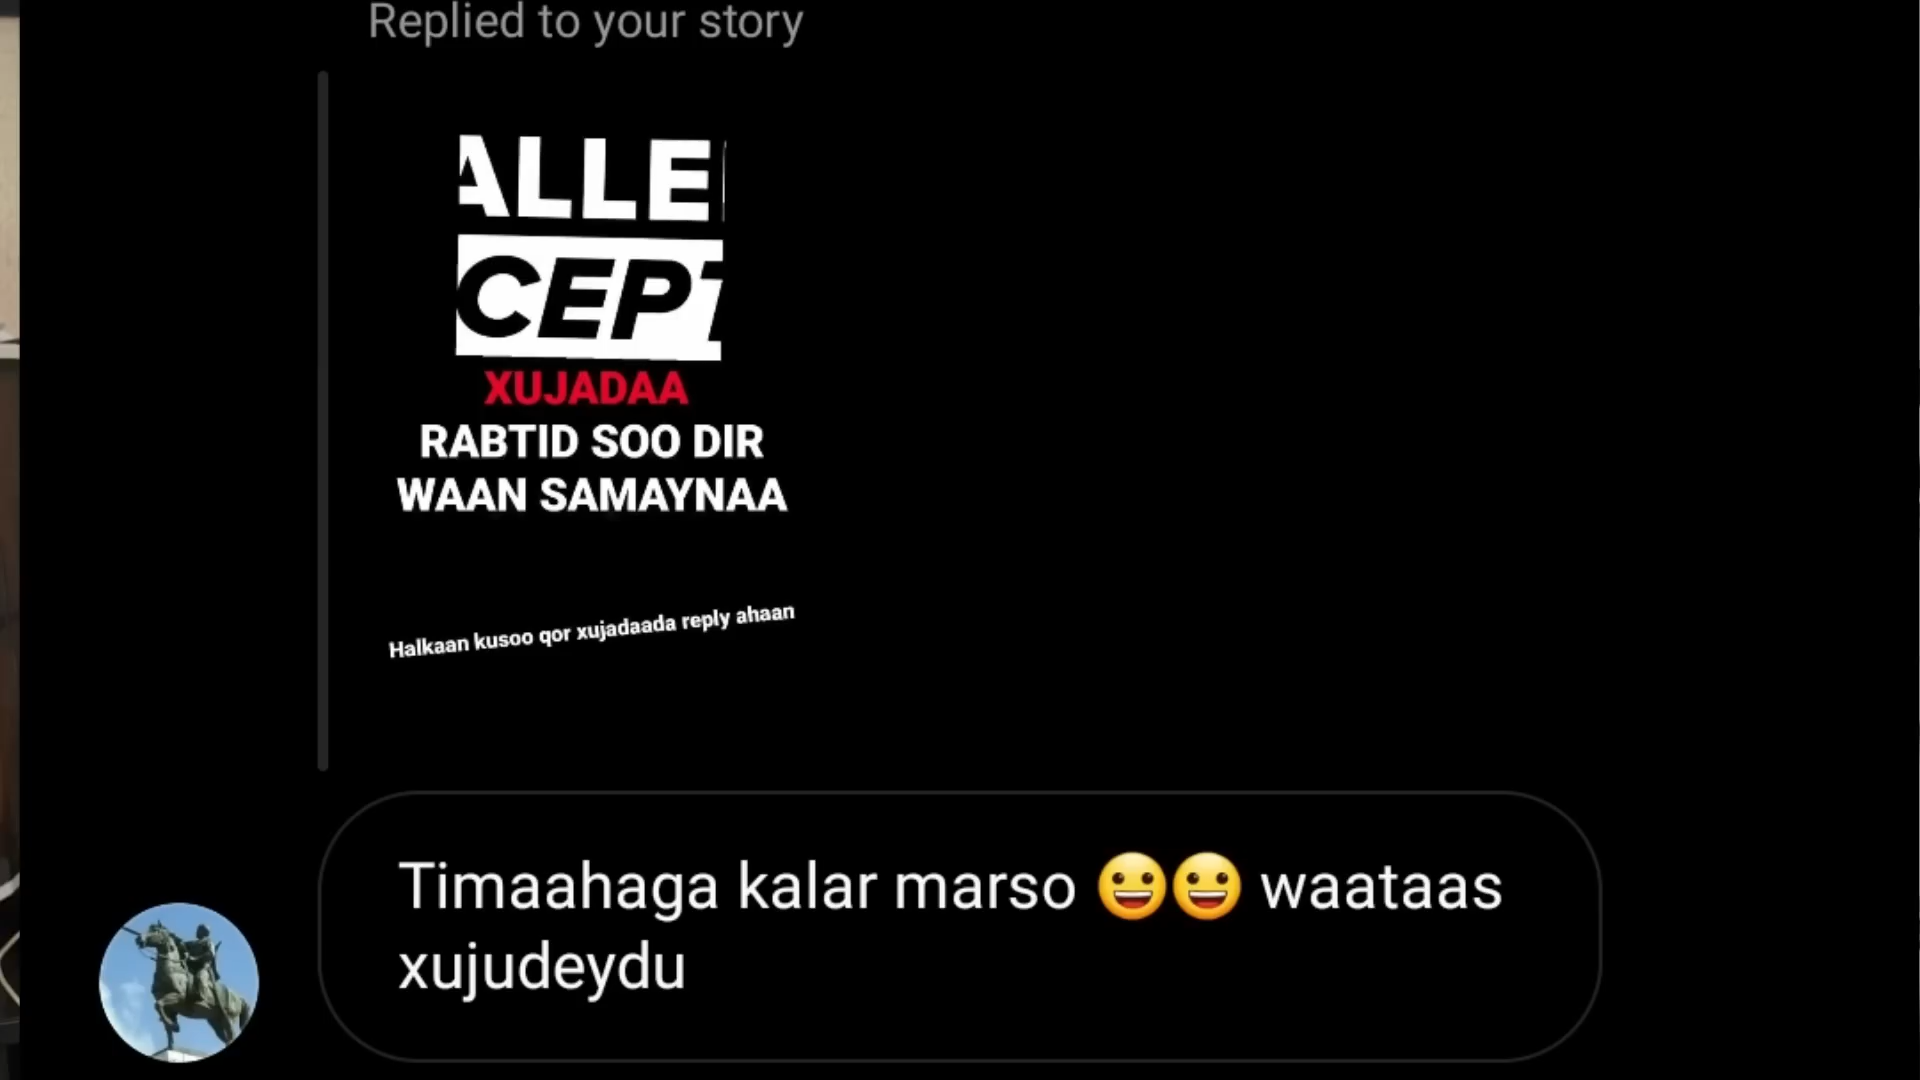 Replied to your story
ALLE
CEPT
XUJADAA
RABTID SOO DIR
WAAN SAMAYNAA
Halkaan kusoo qor xujadaada reply ahaan
Timaahaga kalar marso 😀😀 waataas
xujudeydu